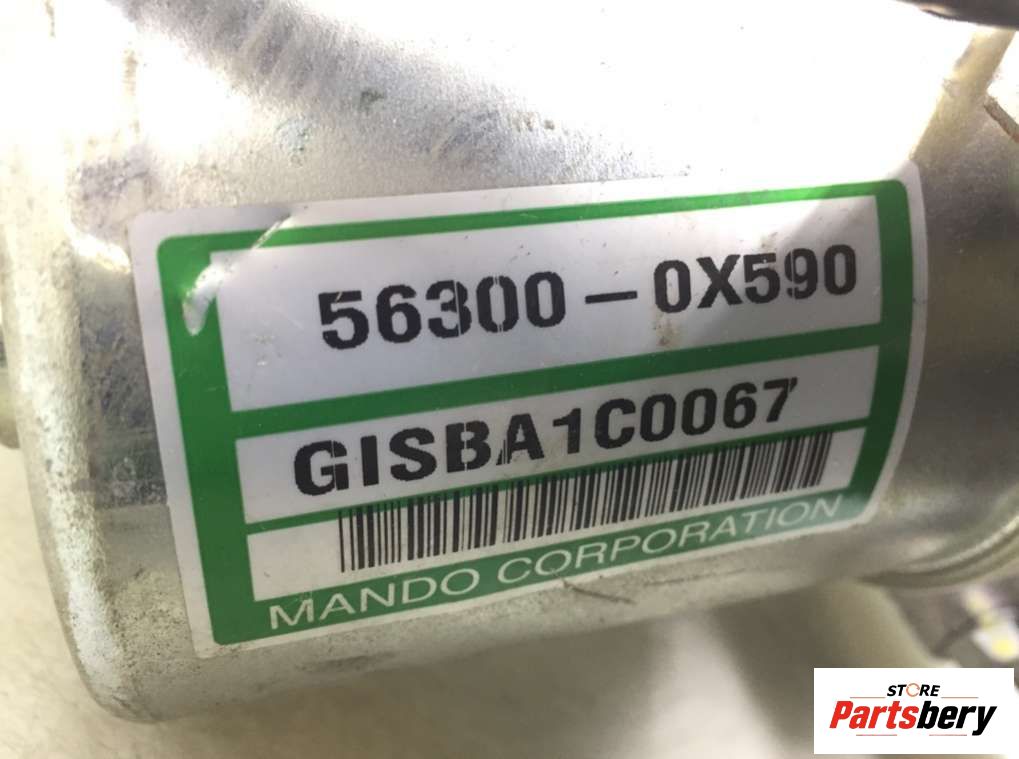 56300-0X590
GISBA1C0067
MANDO CORPORATION
STORE
Partsbery